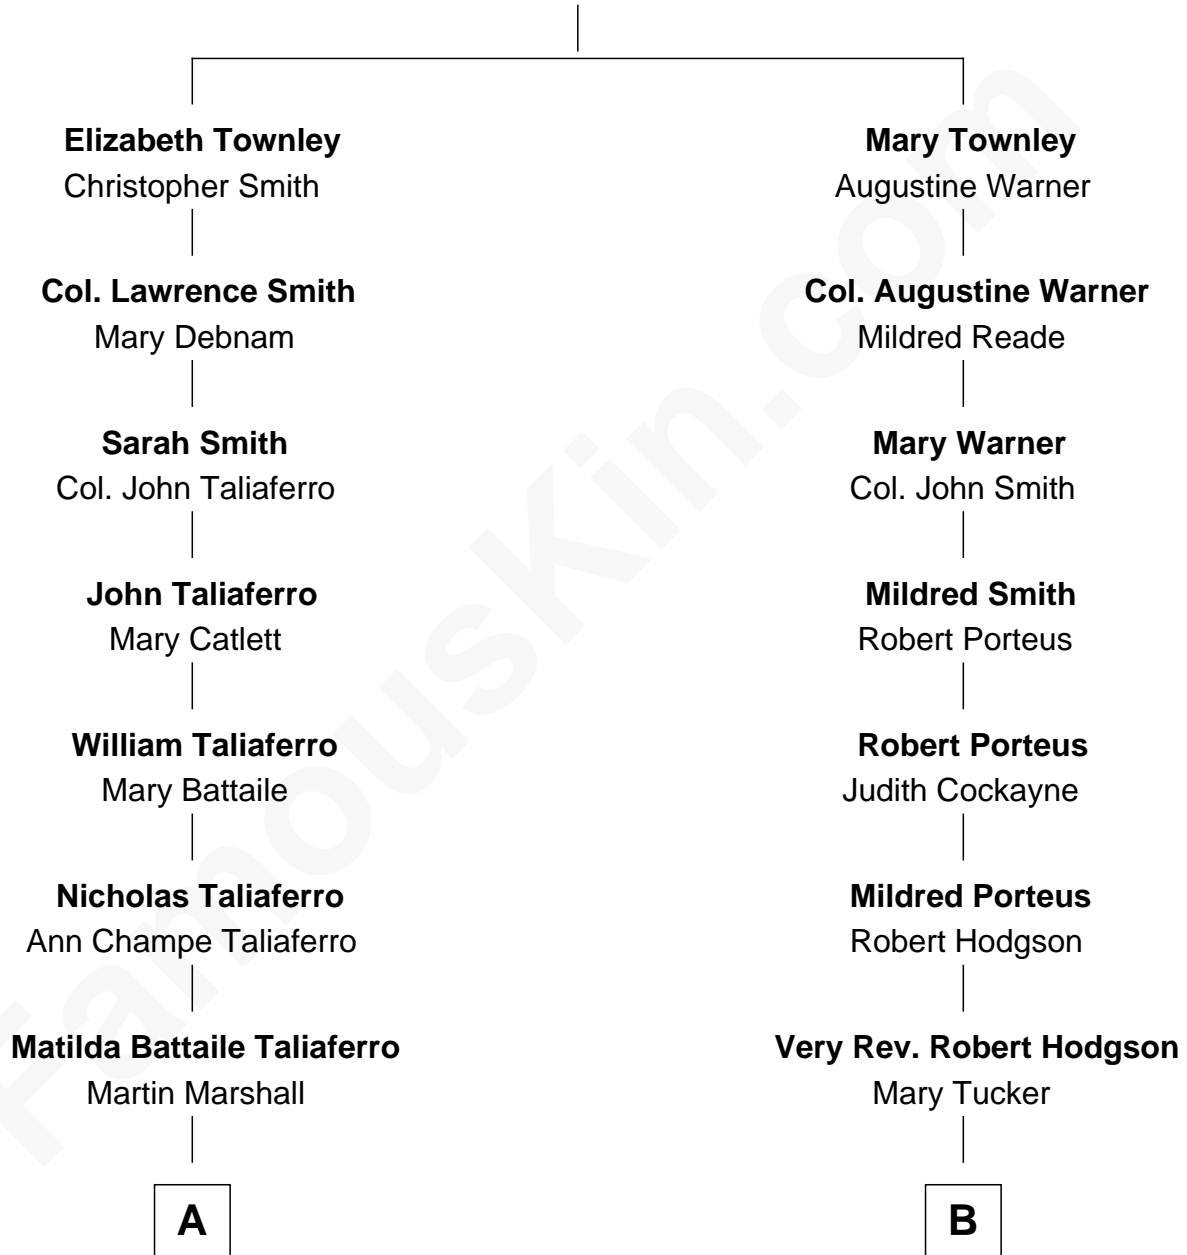 Elizabeth Townley
Christopher Smith
Mary Townley
Augustine Warner
Col. Lawrence Smith
Mary Debnam
Col. Augustine Warner
Mildred Reade
Sarah Smith
Col. John Taliaferro
Mary Warner
Col. John Smith
John Taliaferro
Mary Catlett
Mildred Smith
Robert Porteus
William Taliaferro
Mary Battaile
Robert Porteus
Judith Cockayne
Nicholas Taliaferro
Ann Champe Taliaferro
Mildred Porteus
Robert Hodgson
Matilda Battaile Taliaferro
Martin Marshall
Very Rev. Robert Hodgson
Mary Tucker
A
B
FamousKin.com